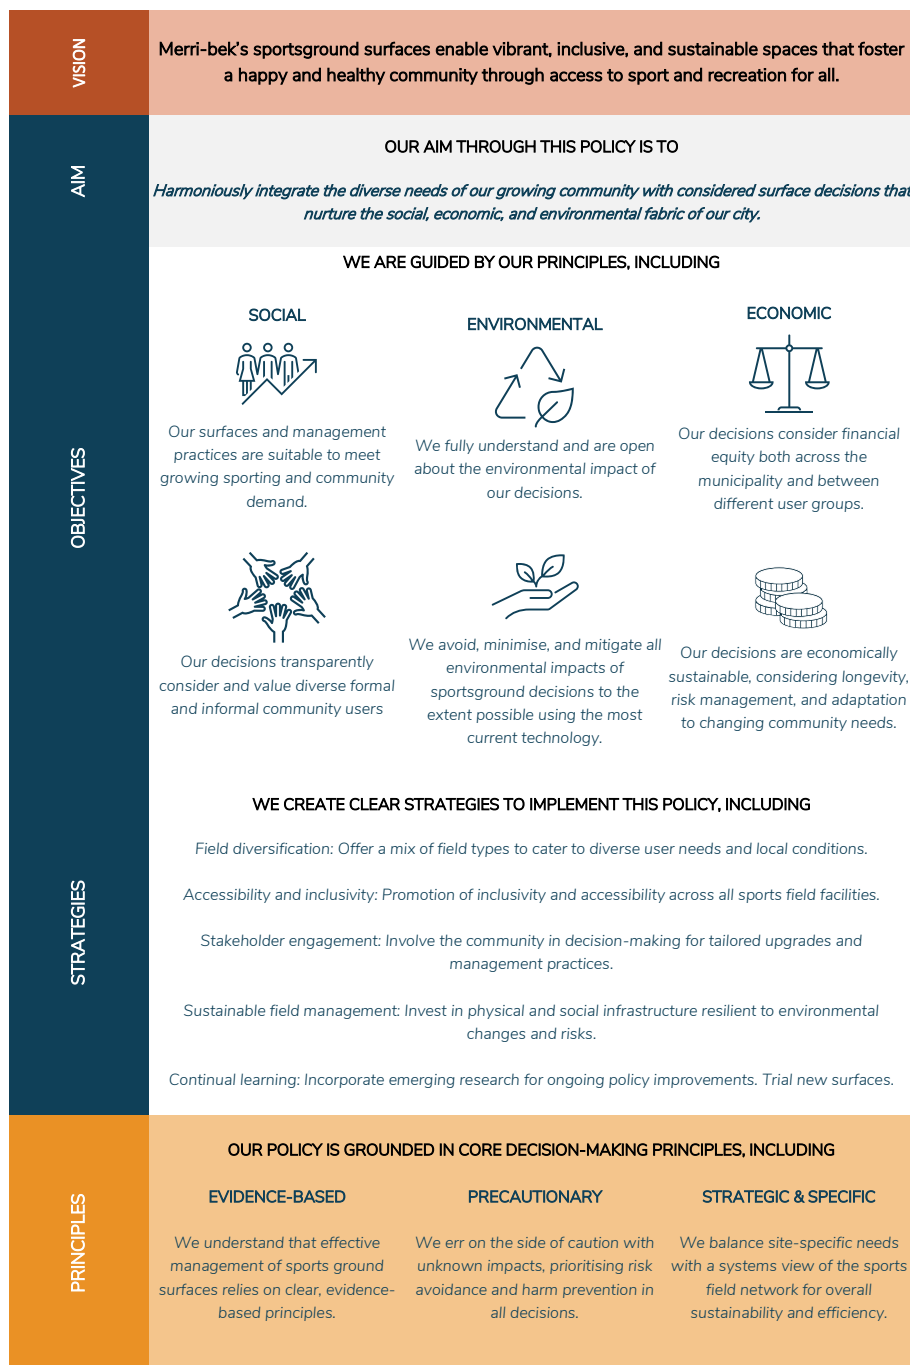 VISION
Merri-bek's sportsground surfaces enable vibrant, inclusive, and sustainable spaces that foster
a happy and healthy community through access to sport and recreation for all.
AIM
OUR AIM THROUGH THIS POLICY IS TO
Harmoniously integrate the diverse needs of our growing community with considered surface decisions that
nurture the social, economic, and environmental fabric of our city.
OBJECTIVES
WE ARE GUIDED BY OUR PRINCIPLES, INCLUDING
SOCIAL
Our surfaces and management
practices are suitable to meet
growing sporting and community
demand.
ENVIRONMENTAL
We fully understand and are open
about the environmental impact of
our decisions.
ECONOMIC
Our decisions consider financial
equity both across the
municipality and between
different user groups.
Our decisions transparently
consider and value diverse formal
and informal community users
We avoid, minimise, and mitigate all
environmental impacts of
sportsground decisions to the
extent possible using the most
current technology.
Our decisions are economically
sustainable, considering longevity,
risk management, and adaptation
to changing community needs.
STRATEGIES
WE CREATE CLEAR STRATEGIES TO IMPLEMENT THIS POLICY, INCLUDING
Field diversification: Offer a mix of field types to cater to diverse user needs and local conditions.
Accessibility and inclusivity: Promotion of inclusivity and accessibility across all sports field facilities.
Stakeholder engagement: Involve the community in decision-making for tailored upgrades and
management practices.
Sustainable field management: Invest in physical and social infrastructure resilient to environmental
changes and risks.
Continual learning: Incorporate emerging research for ongoing policy improvements. Trial new surfaces.
PRINCIPLES
OUR POLICY IS GROUNDED IN CORE DECISION-MAKING PRINCIPLES, INCLUDING
EVIDENCE-BASED
We understand that effective
management of sports ground
surfaces relies on clear, evidence-
based principles.
PRECAUTIONARY
We err on the side of caution with
unknown impacts, prioritising risk
avoidance and harm prevention in
all decisions.
STRATEGIC & SPECIFIC
We balance site-specific needs
with a systems view of the sports
field network for overall
sustainability and efficiency.